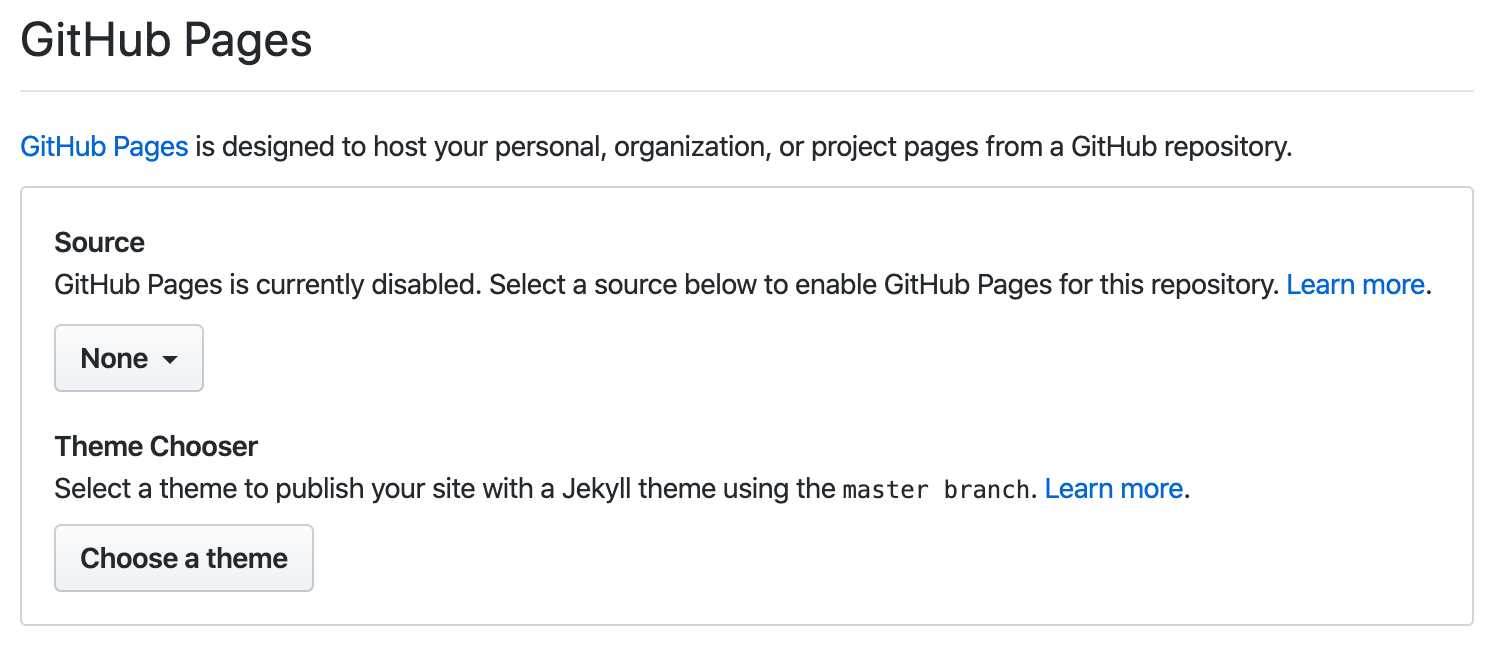 GitHub Pages
GitHub Pages is designed to host your personal, organization, or project pages from a GitHub repository.
Source
GitHub Pages is currently disabled. Select a source below to enable GitHub Pages for this repository. Learn more.
None
Theme Chooser
Select a theme to publish your site with a Jekyll theme using the master branch. Learn more.
Choose a theme